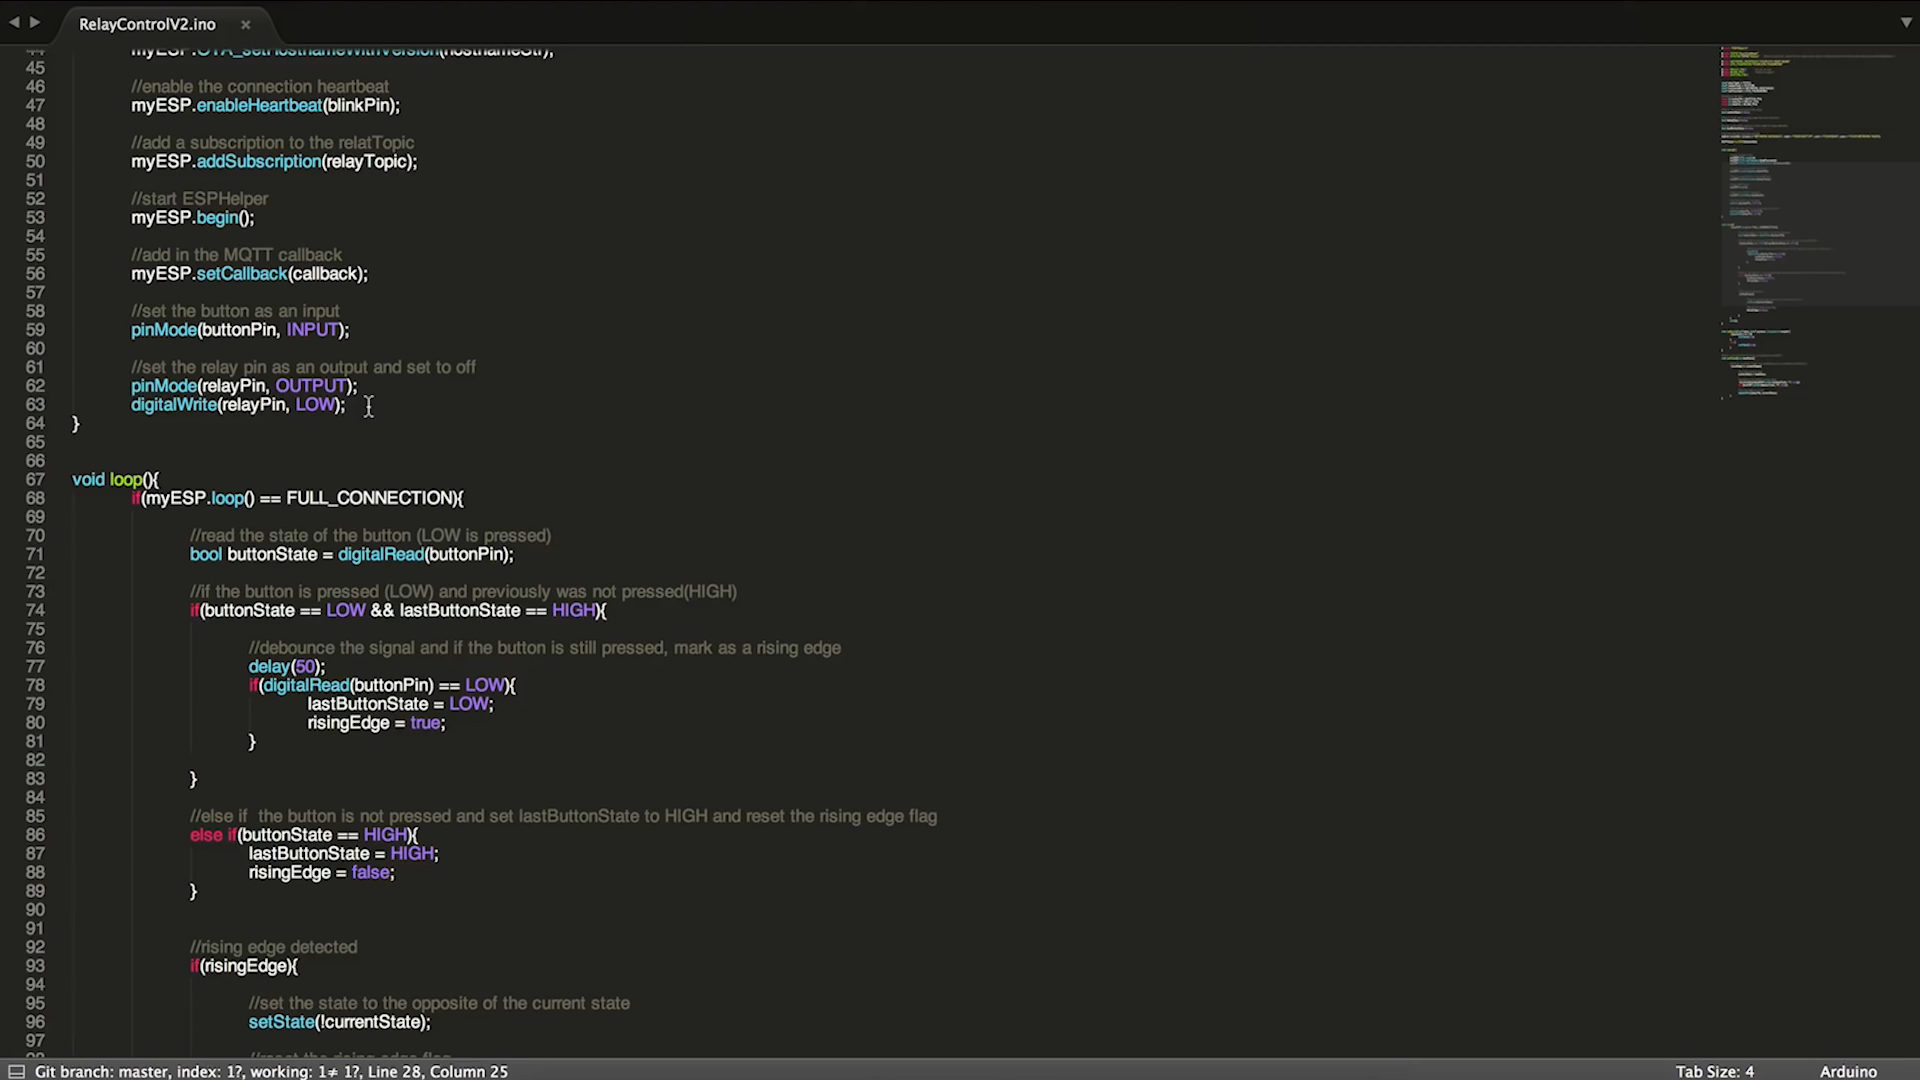 RelayControlV2.ino ×
44 myESP.OTA_setHostnameWithVersion(hostnameStr);
45
46 //enable the connection heartbeat
47 myESP.enableHeartbeat(blinkPin);
48
49 //add a subscription to the relatTopic
50 myESP.addSubscription(relayTopic);
51
52 //start ESPHelper
53 myESP.begin();
54
55 //add in the MQTT callback
56 myESP.setCallback(callback);
57
58 //set the button as an input
59 pinMode(buttonPin, INPUT);
60
61 //set the relay pin as an output and set to off
62 pinMode(relayPin, OUTPUT);
63 digitalWrite(relayPin, LOW);
64 }
65
66
67 void loop(){
68 if(myESP.loop() == FULL_CONNECTION){
69
70 //read the state of the button (LOW is pressed)
71 bool buttonState = digitalRead(buttonPin);
72
73 //if the button is pressed (LOW) and previously was not pressed(HIGH)
74 if(buttonState == LOW && lastButtonState == HIGH){
75
76 //debounce the signal and if the button is still pressed, mark as a rising edge
77 delay(50);
78 if(digitalRead(buttonPin) == LOW){
79 lastButtonState = LOW;
80 risingEdge = true;
81 }
82
83 }
84
85 //else if  the button is not pressed and set lastButtonState to HIGH and reset the rising edge flag
86 else if(buttonState == HIGH){
87 lastButtonState = HIGH;
88 risingEdge = false;
89 }
90
91
92 //rising edge detected
93 if(risingEdge){
94
95 //set the state to the opposite of the current state
96 setState(!currentState);
97
98 //reset the rising edge flag
Git branch: master, index: 1?, working: 1≠ 1?, Line 28, Column 25
Tab Size: 4
Arduino